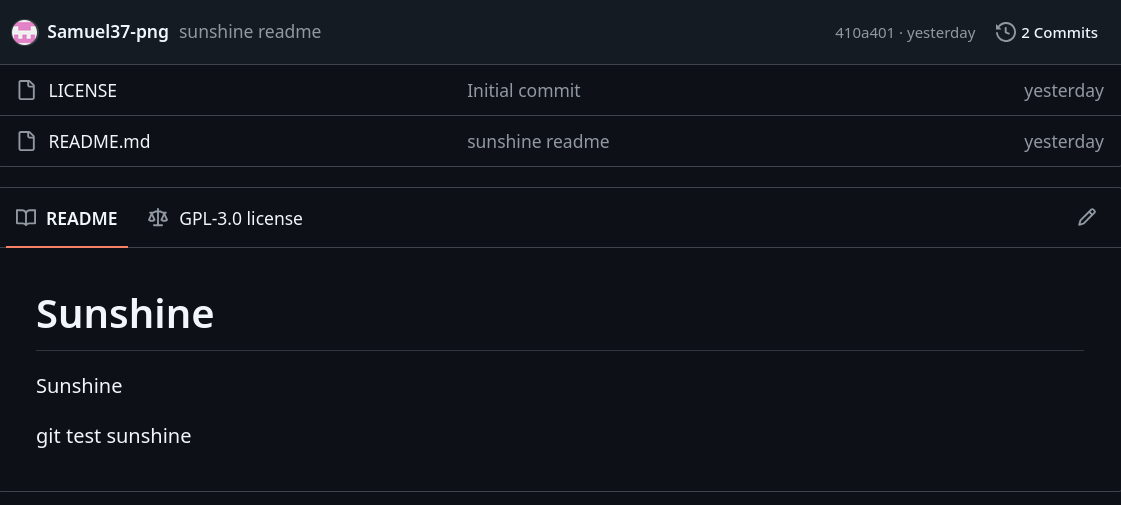 Samuel37-png sunshine readme 410a401 · yesterday 2 Commits
LICENSE Initial commit yesterday
README.md sunshine readme yesterday
README GPL-3.0 license
Sunshine
Sunshine
git test sunshine